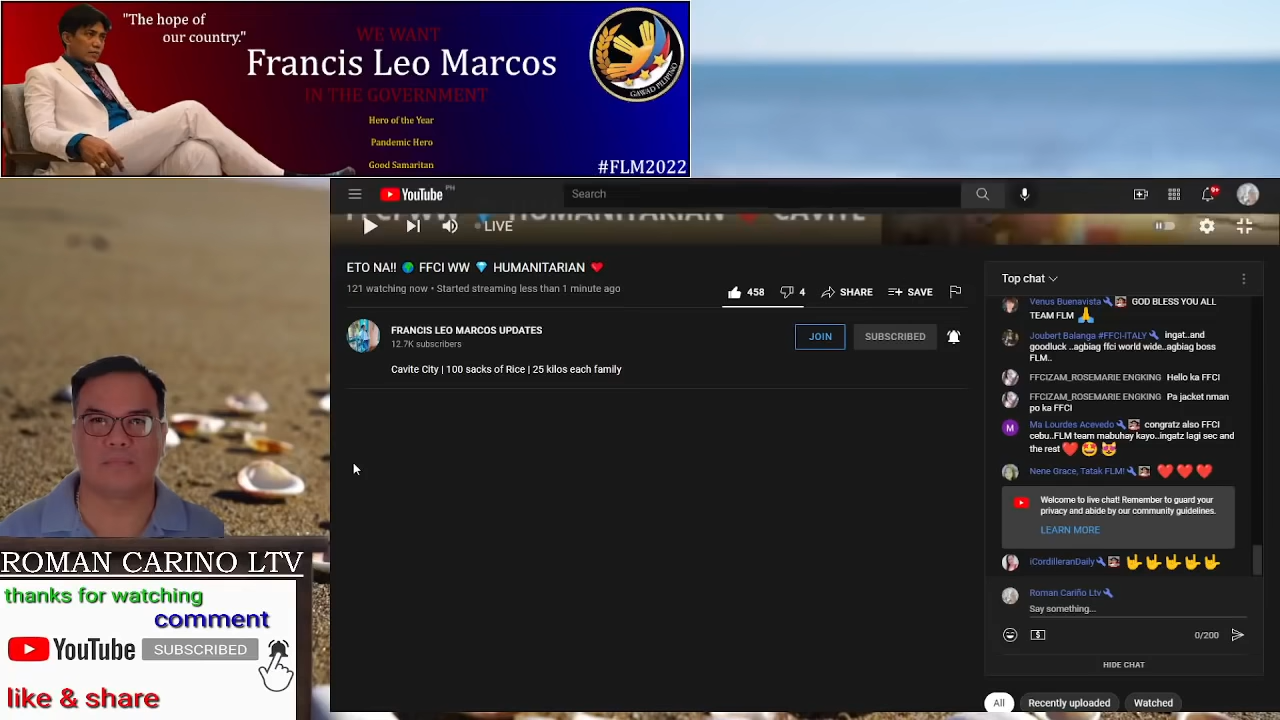 "The hope of
our country."
WE WANT
Francis Leo Marcos
IN THE GOVERNMENT
Hero of the Year
Pandemic Hero
Good Samaritan
GAWAD PILIPINO
#FLM2022
YouTube PH
Search
9+
FFCI WW HUMANITARIAN CAVITE
LIVE
ETO NA!! 🌍 FFCI WW 💎 HUMANITARIAN ❤️
121 watching now • Started streaming less than 1 minute ago
458
4
SHARE
SAVE
FRANCIS LEO MARCOS UPDATES
12.7K subscribers
JOIN
SUBSCRIBED
Cavite City | 100 sacks of Rice | 25 kilos each family
Top chat
Venus Buenavista GOD BLESS YOU ALL
TEAM FLM 🙏
Joubert Balanga #FFCI-ITALY ingat..and
goodluck ..agbiag ffci world wide..agbiag boss
FLM..
FFCIZAM_ROSEMARIE ENGKING Hello ka FFCI
FFCIZAM_ROSEMARIE ENGKING Pa jacket nman
po ka FFCI
M
Ma Lourdes Acevedo congratz also FFCI
cebu..FLM team mabuhay kayo..ingatz lagi sec and
the rest ❤️🤩😻
Nene Grace, Tatak FLM! ❤️❤️❤️
Welcome to live chat! Remember to guard your
privacy and abide by our community guidelines.
LEARN MORE
iCordilleranDaily 🤟🤟🤟🤟🤟
Roman Cariño Ltv
Say something...
0/200
HIDE CHAT
All
Recently uploaded
Watched
ROMAN CARINO LTV
thanks for watching
comment
YouTube SUBSCRIBED
like & share